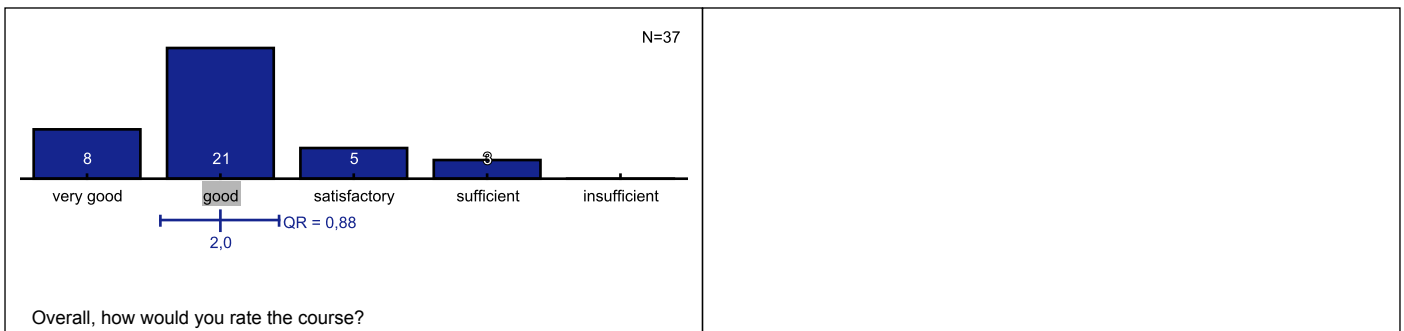 N=37
8 21 5 3
very good good satisfactory sufficient insufficient
QR = 0,88
2,0
Overall, how would you rate the course?